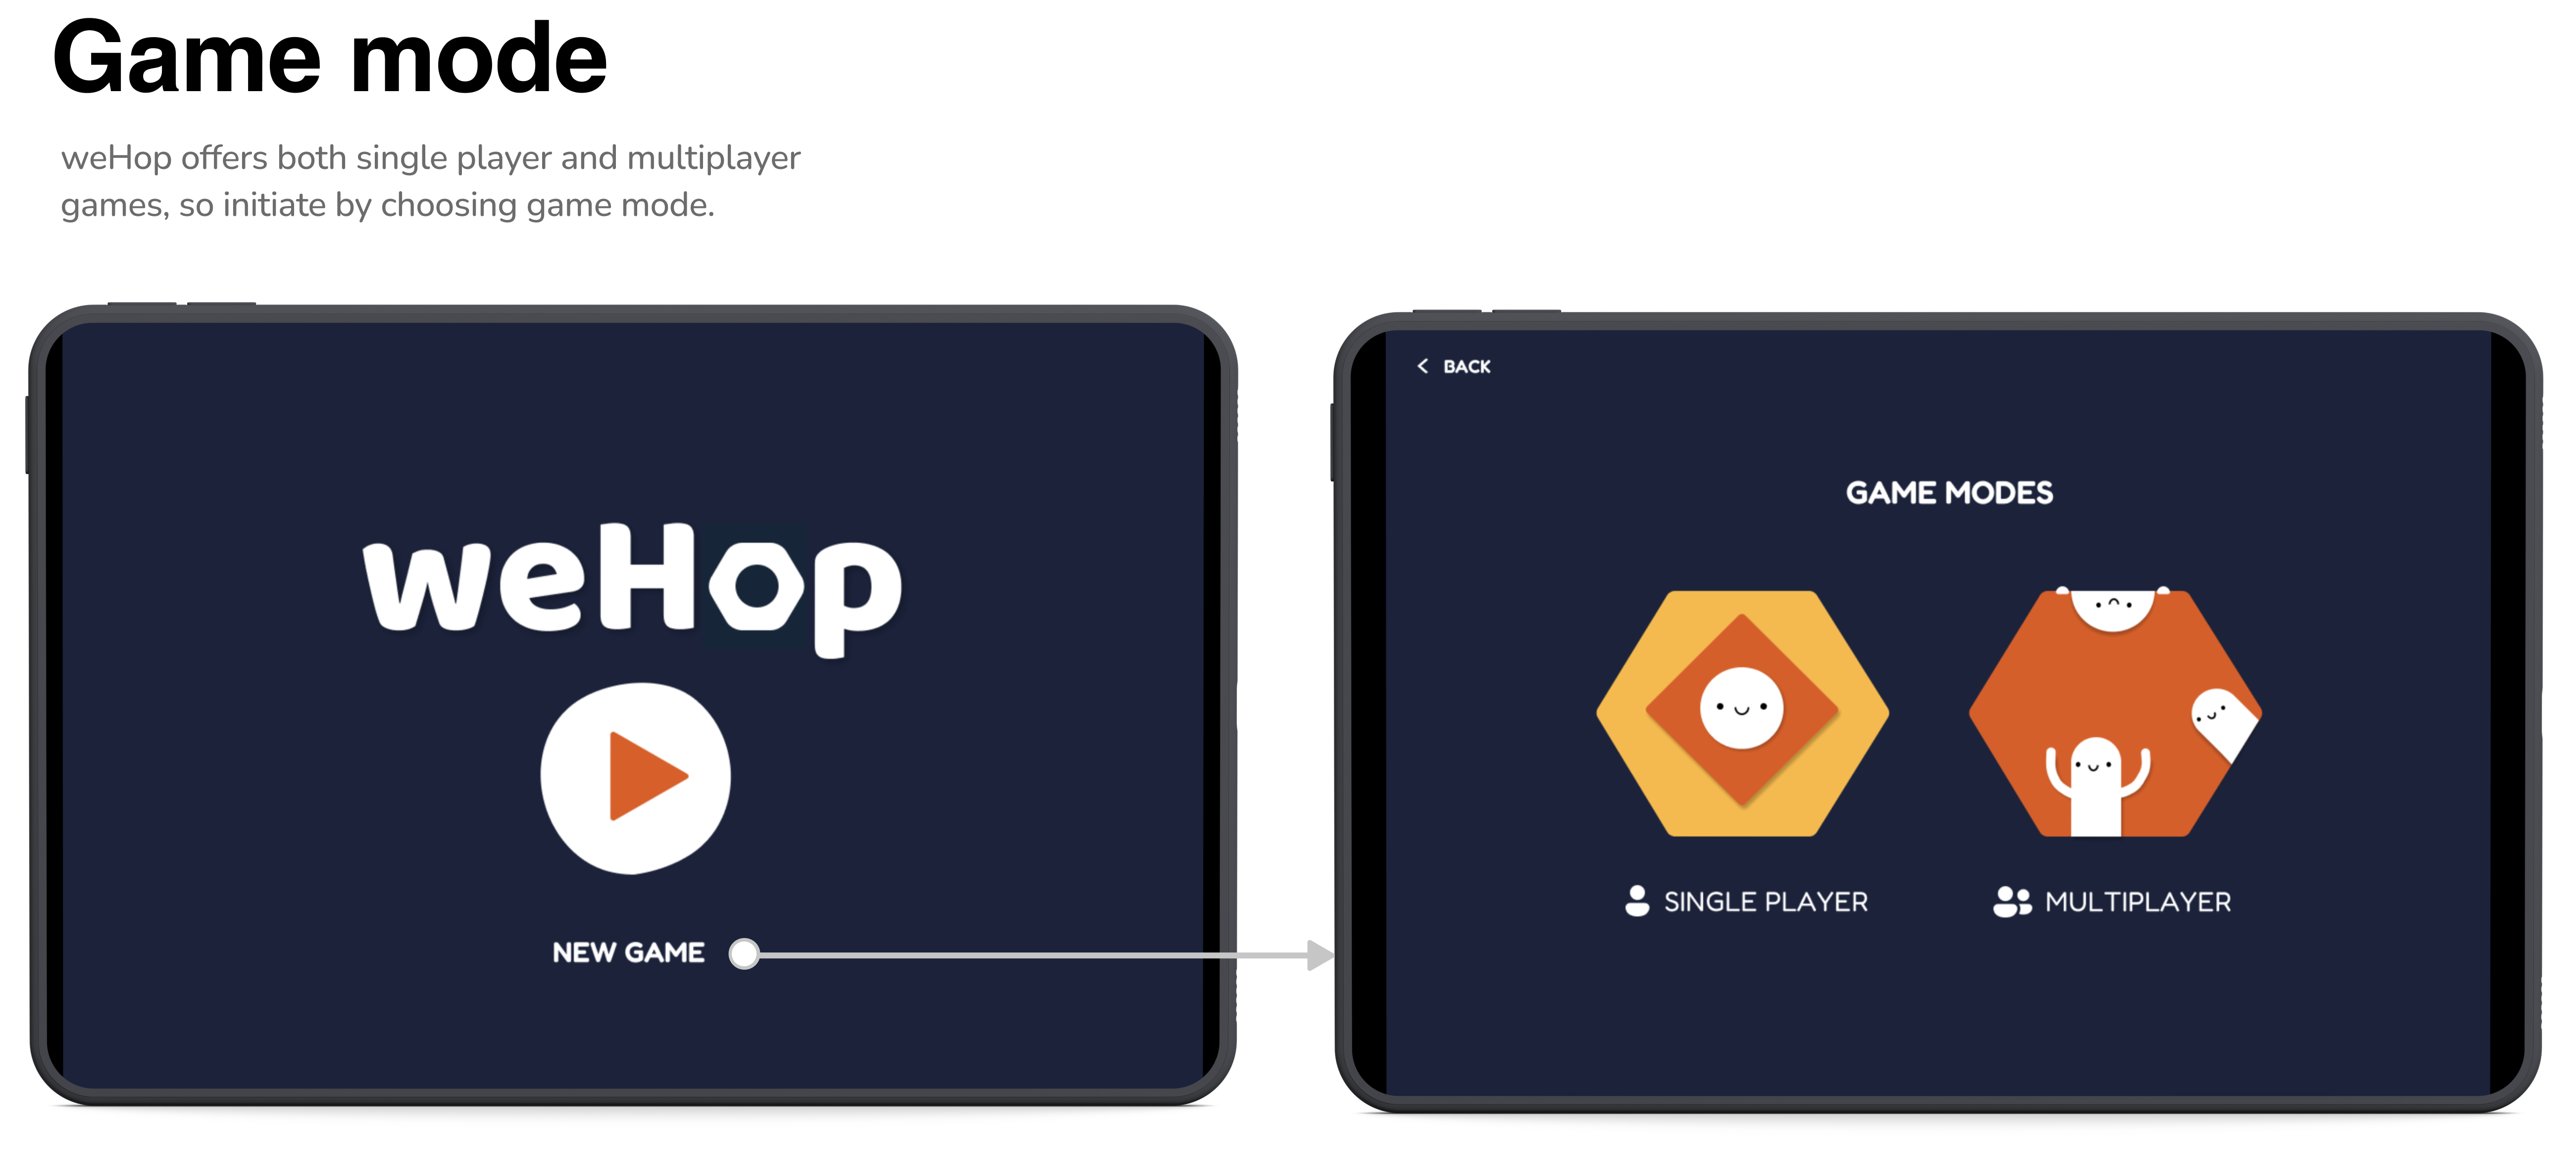 Game mode
weHop offers both single player and multiplayer
games, so initiate by choosing game mode.
weHop
NEW GAME
BACK
GAME MODES
SINGLE PLAYER
MULTIPLAYER